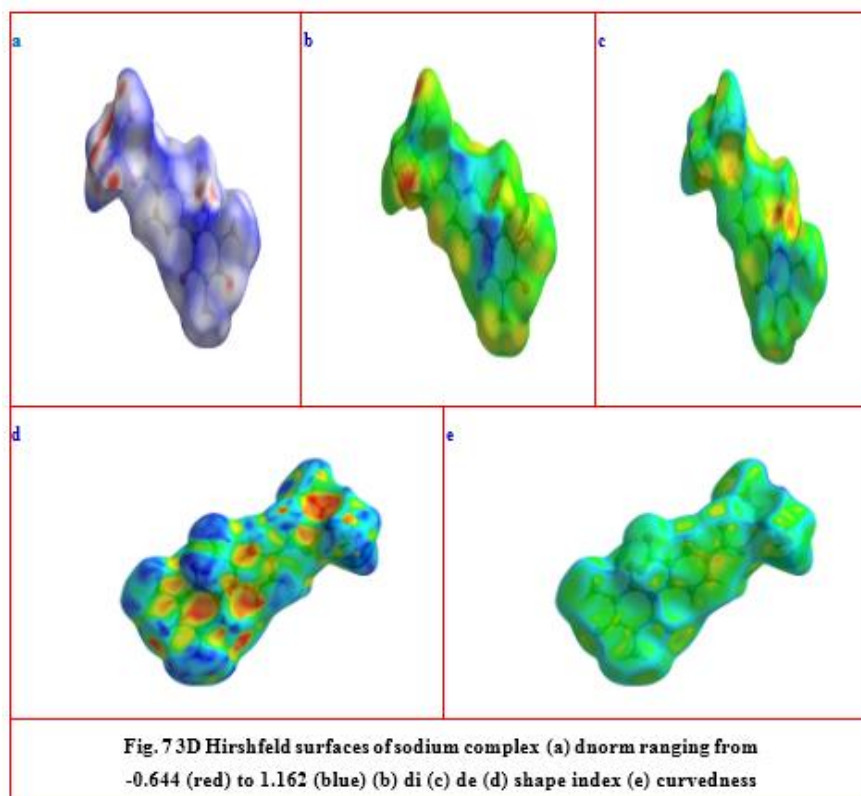 a
b
c
d
e
Fig. 7 3D Hirshfeld surfaces of sodium complex (a) dnorm ranging from
-0.644 (red) to 1.162 (blue) (b) di (c) de (d) shape index (e) curvedness